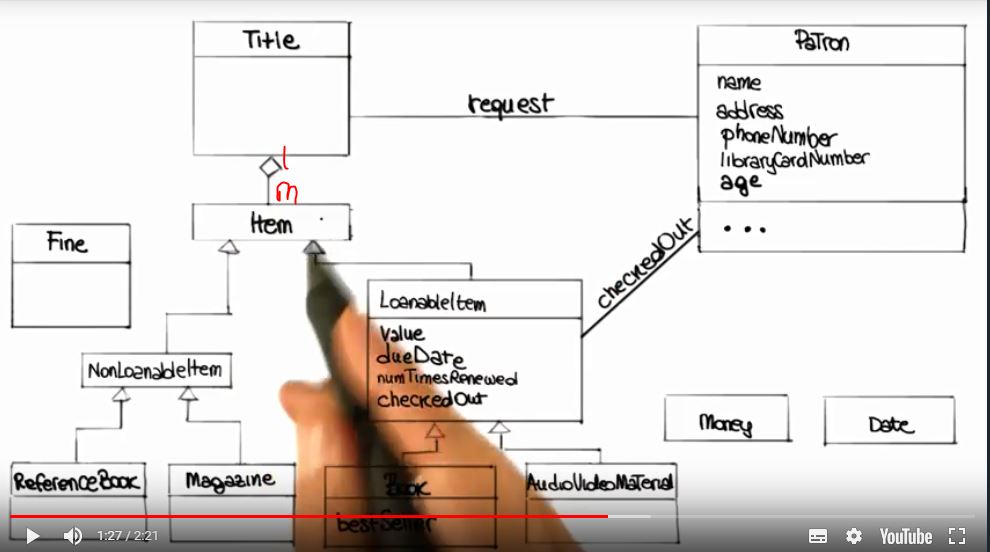 Title
Patron
name
address
phoneNumber
libraryCardNumber
age
...
request
1
m
Item
Fine
checkedOut
LoanableItem
Value
dueDate
numTimesRenewed
checkedOut
NonLoanableItem
Money
Date
ReferenceBook
Magazine
Book
bestSeller
AudioVideoMaterial
1:27 / 2:21
YouTube